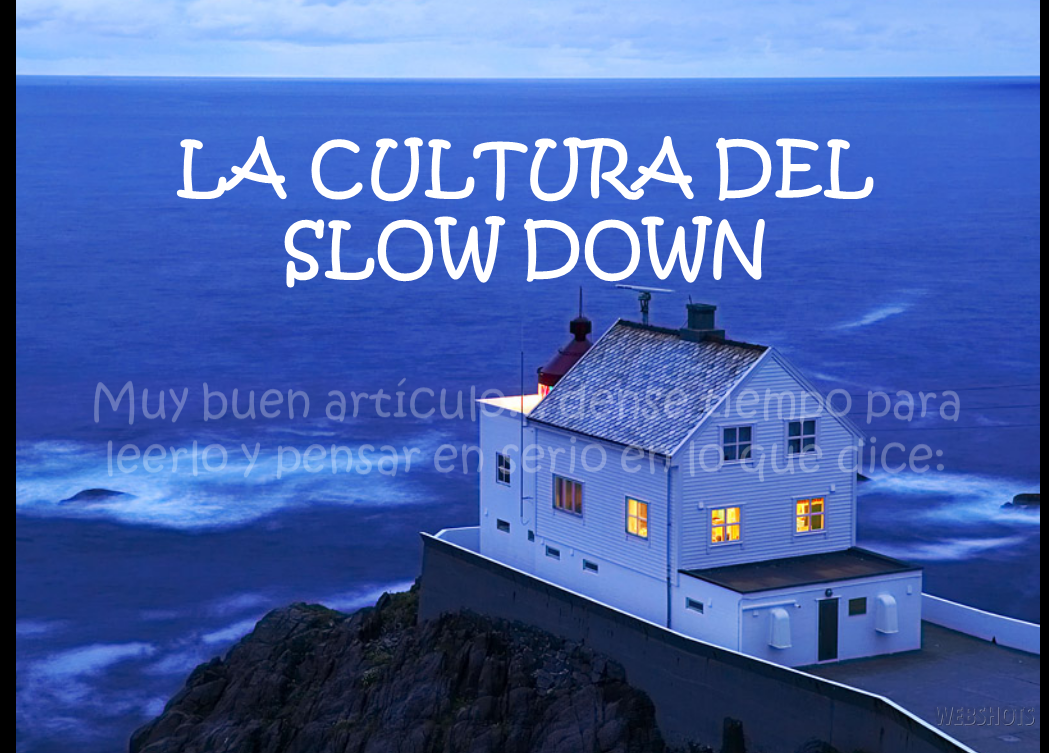 LA CULTURA DEL
SLOW DOWN
Muy buen artículo, dense tiempo para
leerlo y pensar en serio en lo que dice:
WEBSHOTS